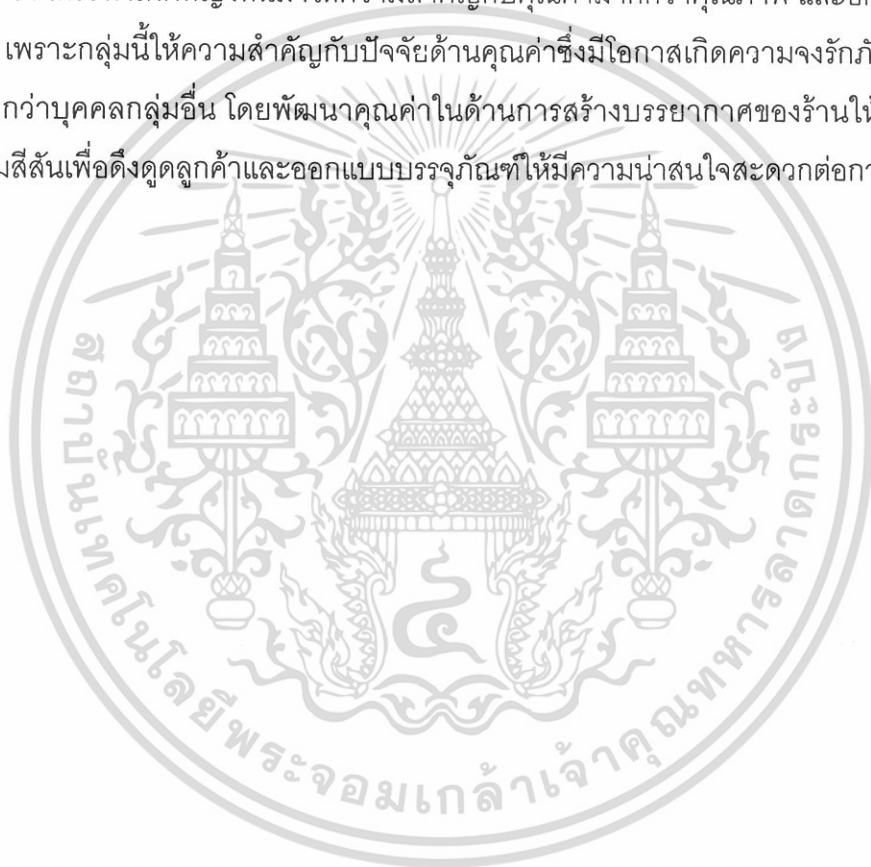 เพราะกลุ่มนี้ให้ความสำคัญกับปัจจัยด้านคุณค่าซึ่งมีโอกาสเกิดความจงรักภั
กว่าบุคคลกลุ่มอื่น โดยพัฒนาคุณค่าในด้านการสร้างบรรยากาศของร้านให้
มสีสันเพื่อดึงดูดลูกค้าและออกแบบบรรจุภัณฑ์ให้มีความน่าสนใจสะดวกต่อกา
สถาบันเทคโนโลยีพระจอมเกล้าเจ้าคุณทหารลาดกระบัง
๔